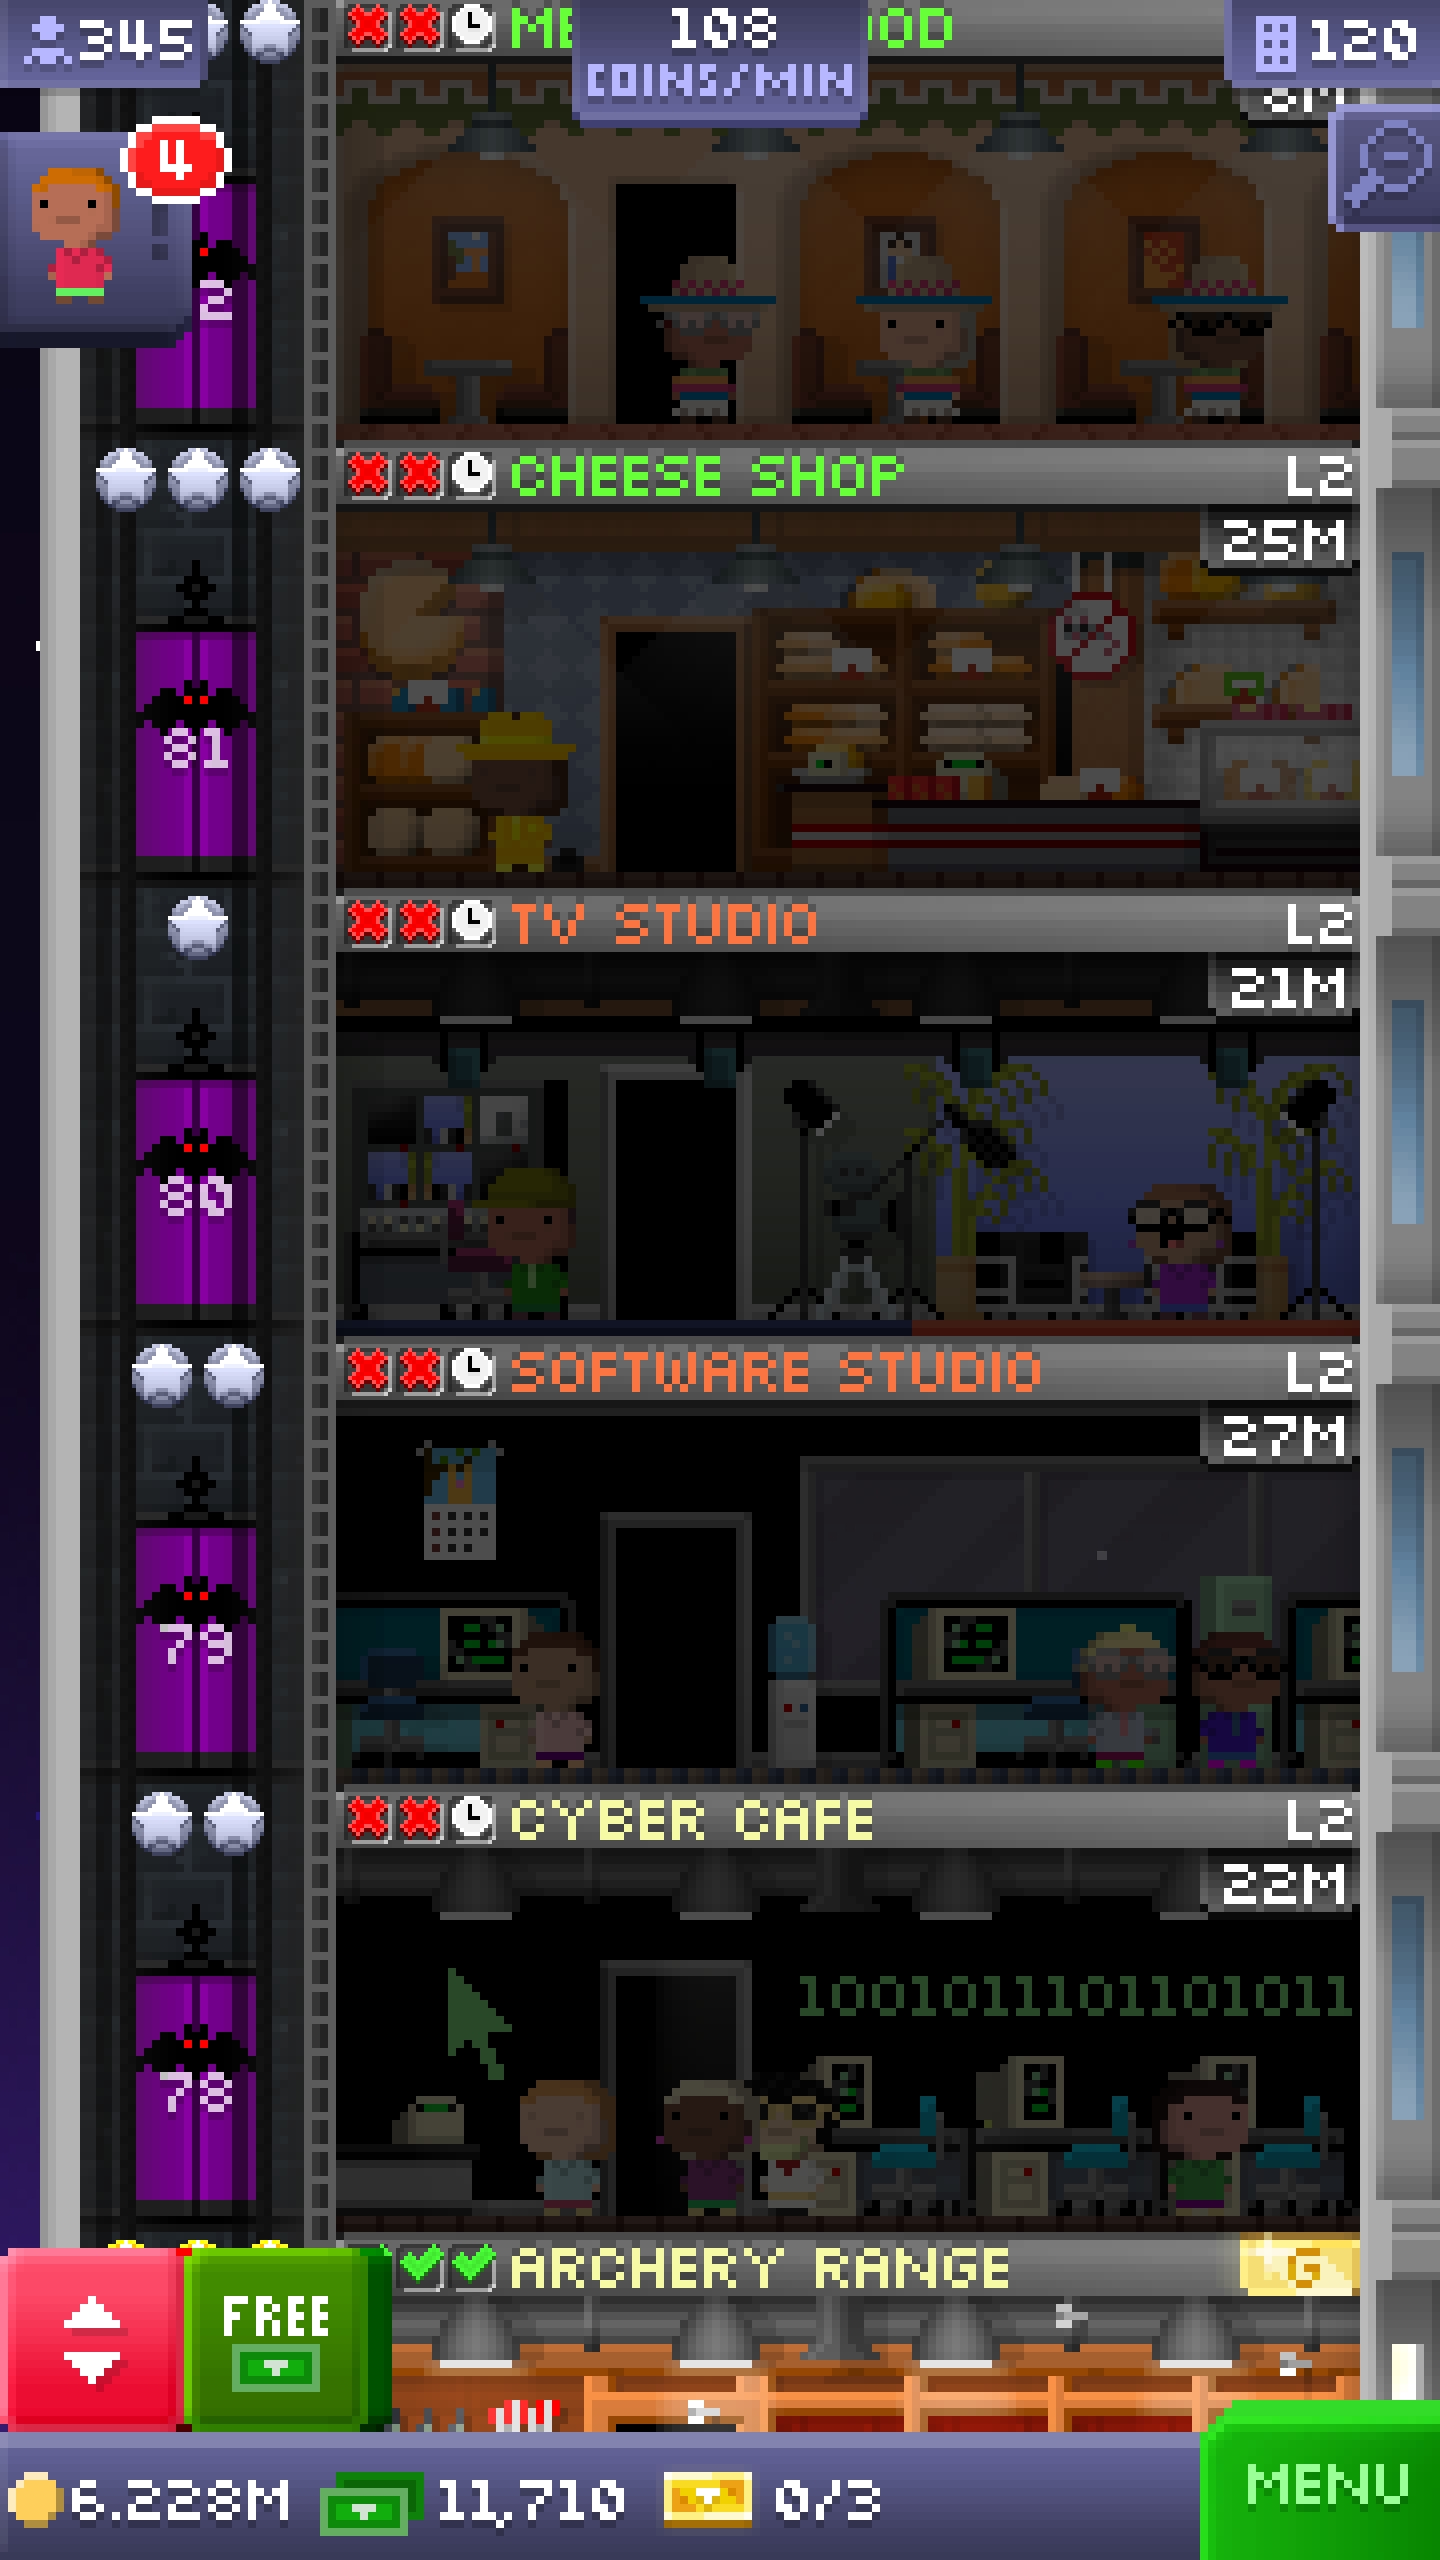 345
108
COINS/MIN
120
ME
OD
8M
4
2
CHEESE SHOP
L2
25M
81
TV STUDIO
L2
21M
80
SOFTWARE STUDIO
L2
27M
79
CYBER CAFE
L2
22M
1001011101101011
78
ARCHERY RANGE
G
FREE
6.228M
11,710
0/3
MENU